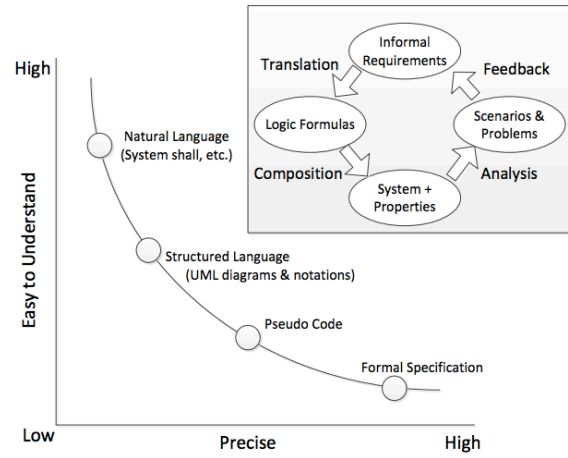 Informal
Requirements
Translation
Feedback
Logic Formulas
Scenarios &
Problems
Composition
Analysis
System +
Properties
High
Natural Language
(System shall, etc.)
Easy to Understand
Structured Language
(UML diagrams & notations)
Pseudo Code
Formal Specification
Low
Precise
High